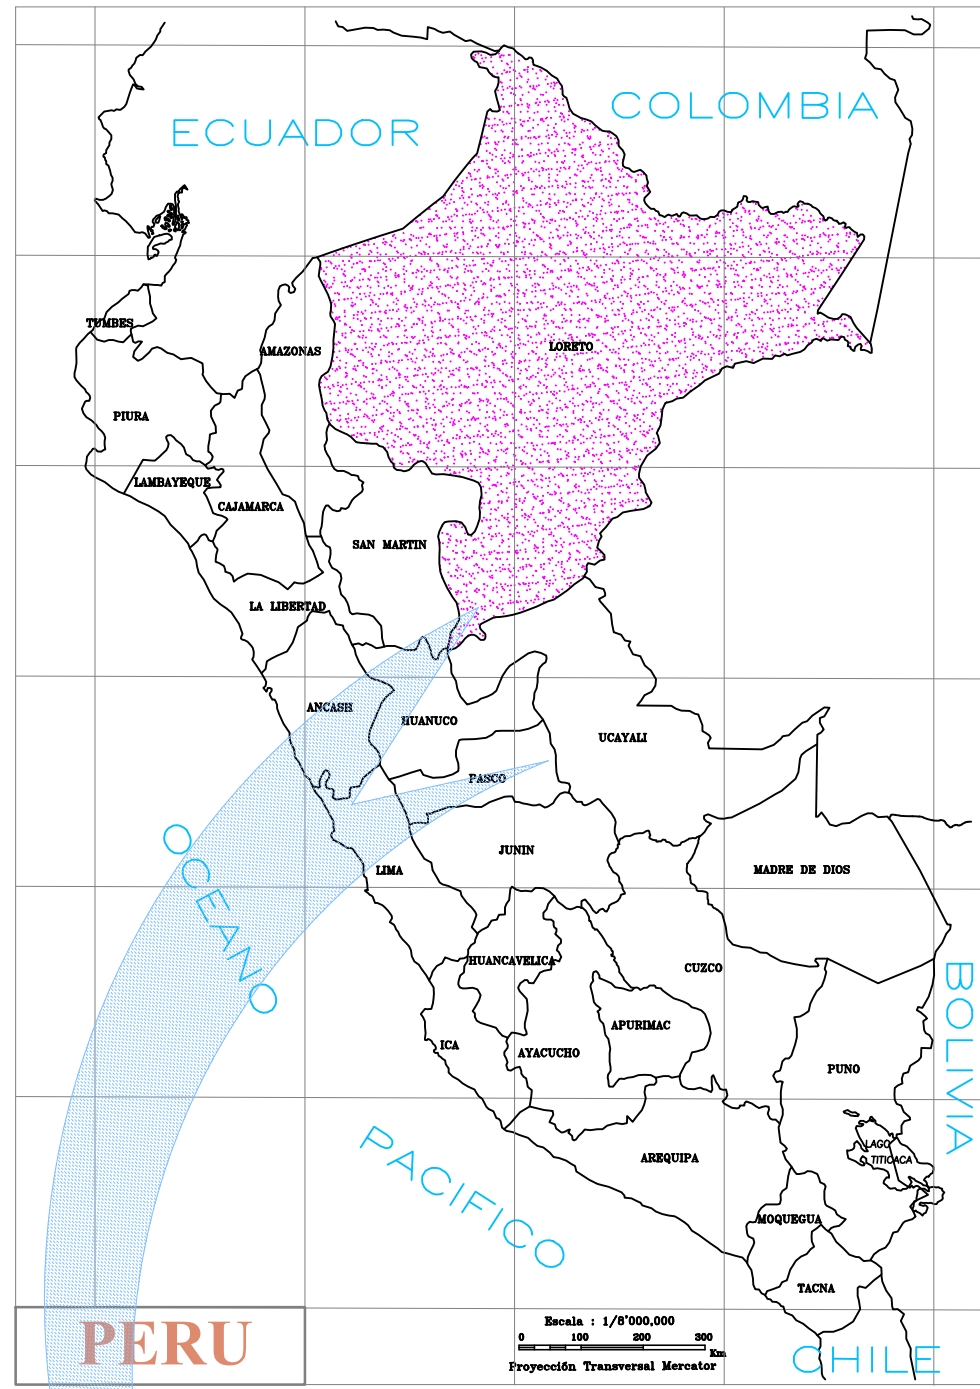 COLOMBIA
ECUADOR
TUMBES
AMAZONAS
LORETO
PIURA
LAMBAYEQUE
CAJAMARCA
SAN MARTIN
LA LIBERTAD
ANCASH
HUANUCO
UCAYALI
PASCO
OCEANO
JUNIN
LIMA
MADRE DE DIOS
HUANCAVELICA
CUZCO
BOLIVIA
APURIMAC
ICA
AYACUCHO
PUNO
PACIFICO
LAGO
TITICACA
AREQUIPA
MOQUEGUA
TACNA
PERU
Escala : 1/8'000,000
0 100 200 300
Km.
Proyección Transversal Mercator
CHILE